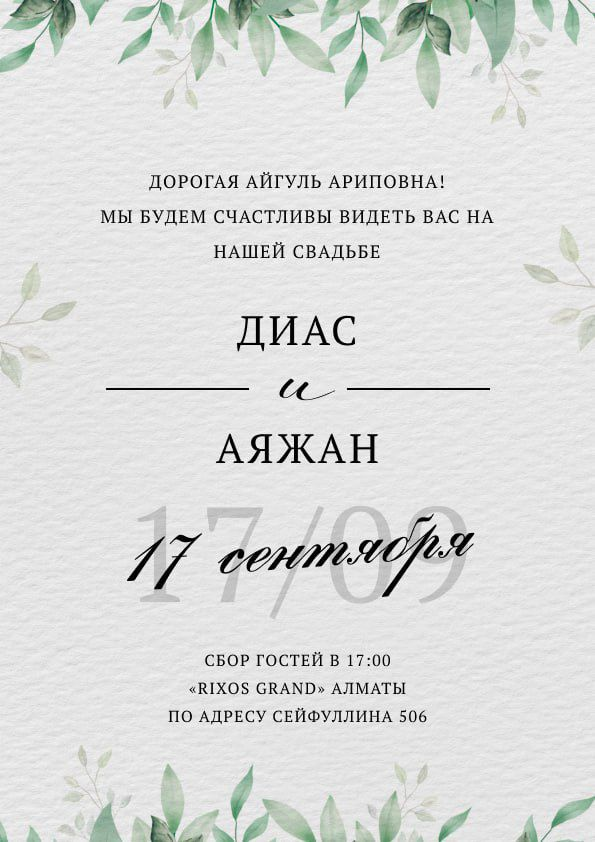 ДОРОГАЯ АЙГУЛЬ АРИПОВНА!
МЫ БУДЕМ СЧАСТЛИВЫ ВИДЕТЬ ВАС НА
НАШЕЙ СВАДЬБЕ
ДИАС
и
АЯЖАН
17/09
17 сентября
СБОР ГОСТЕЙ В 17:00
«RIXOS GRAND» АЛМАТЫ
ПО АДРЕСУ СЕЙФУЛЛИНА 506